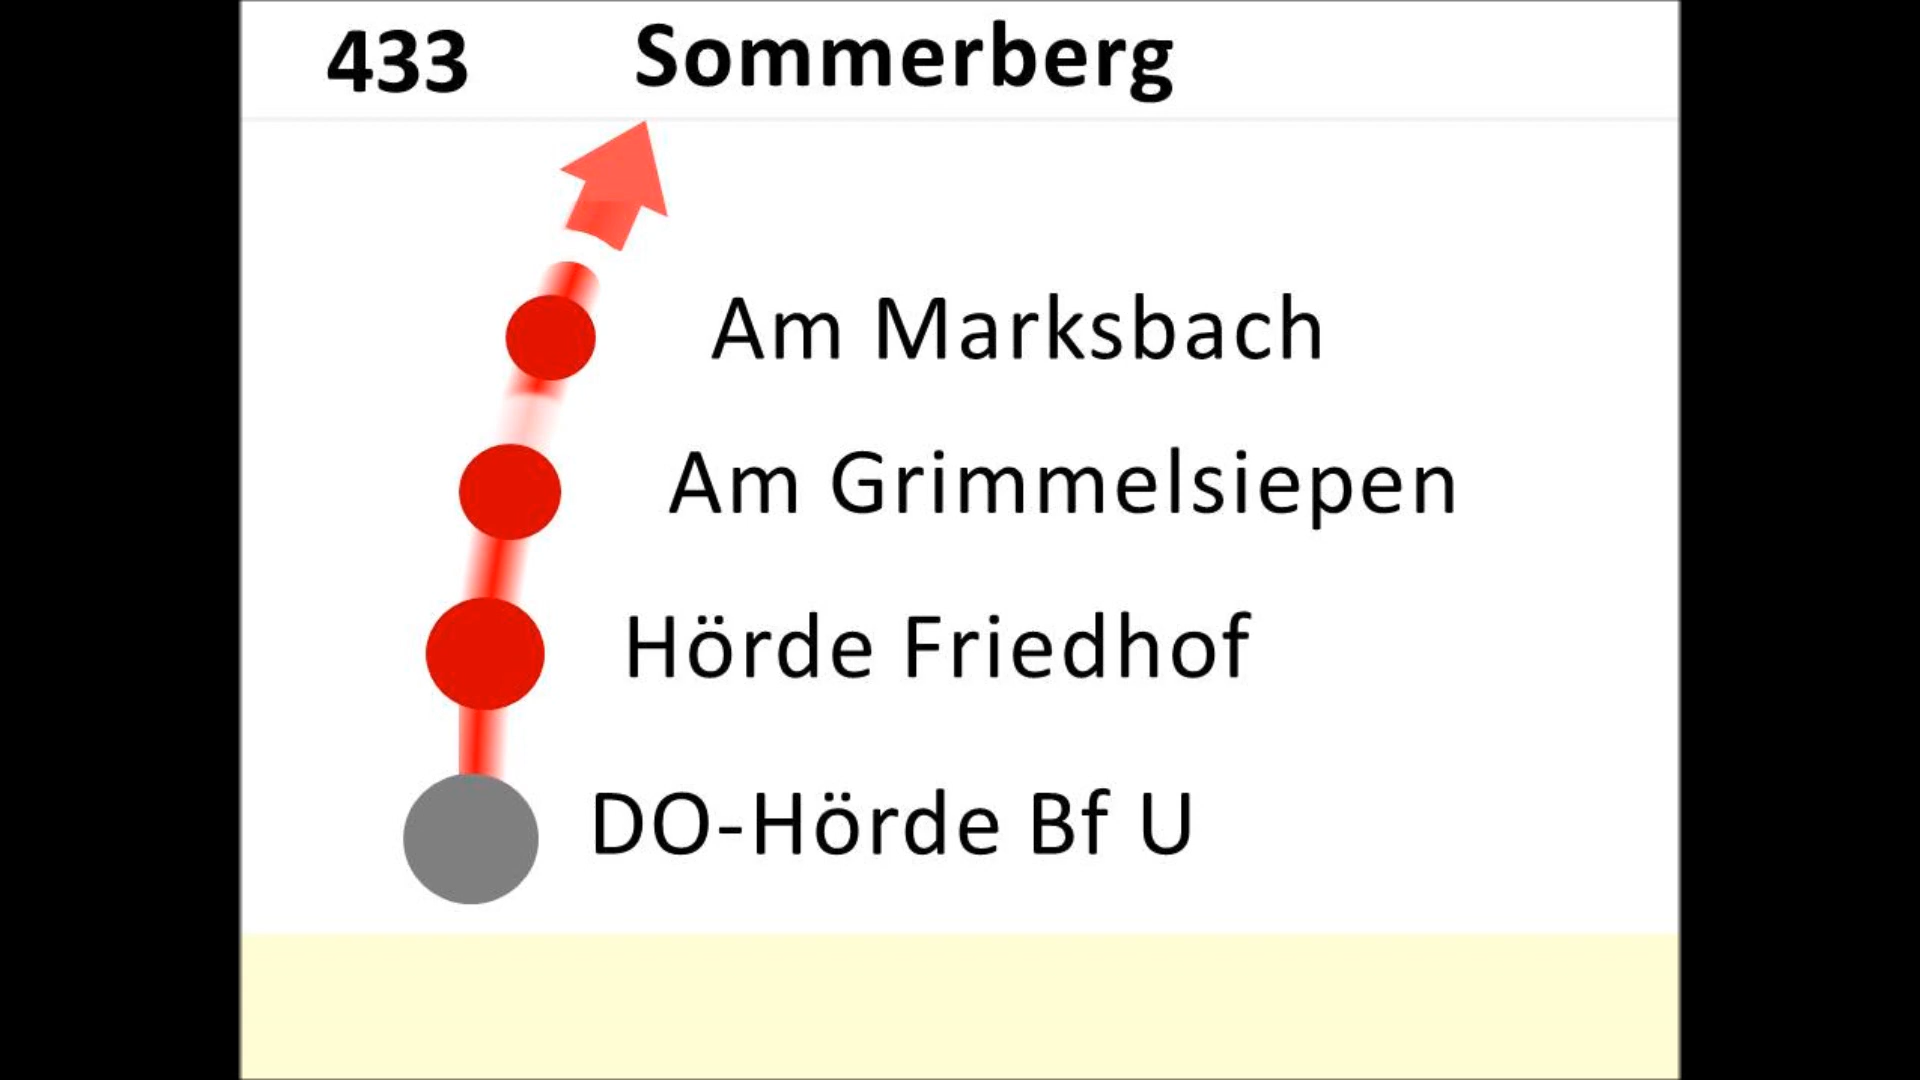 433 Sommerberg
Am Marksbach
Am Grimmelsiepen
Hörde Friedhof
DO-Hörde Bf U